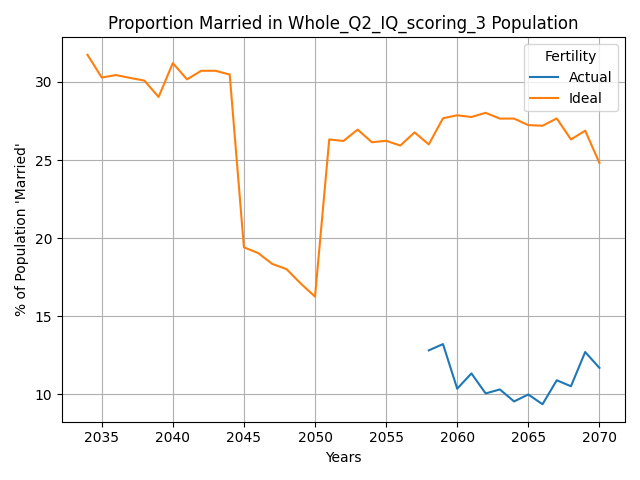 Proportion Married in Whole_Q2_IQ_scoring_3 Population
Fertility
Actual
Ideal
% of Population 'Married'
30
25
20
15
10
2035 2040 2045 2050 2055 2060 2065 2070
Years